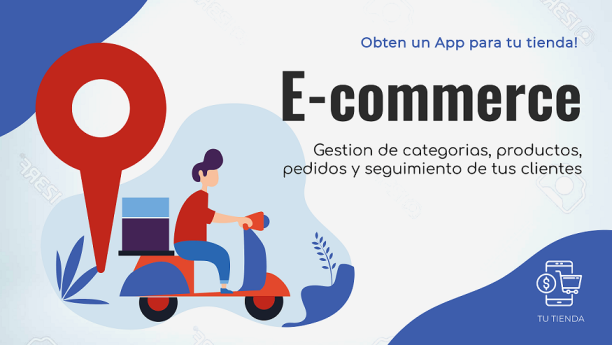 Obten un App para tu tienda!
E-commerce
Gestion de categorias, productos,
pedidos y seguimiento de tus clientes
$
TU TIENDA